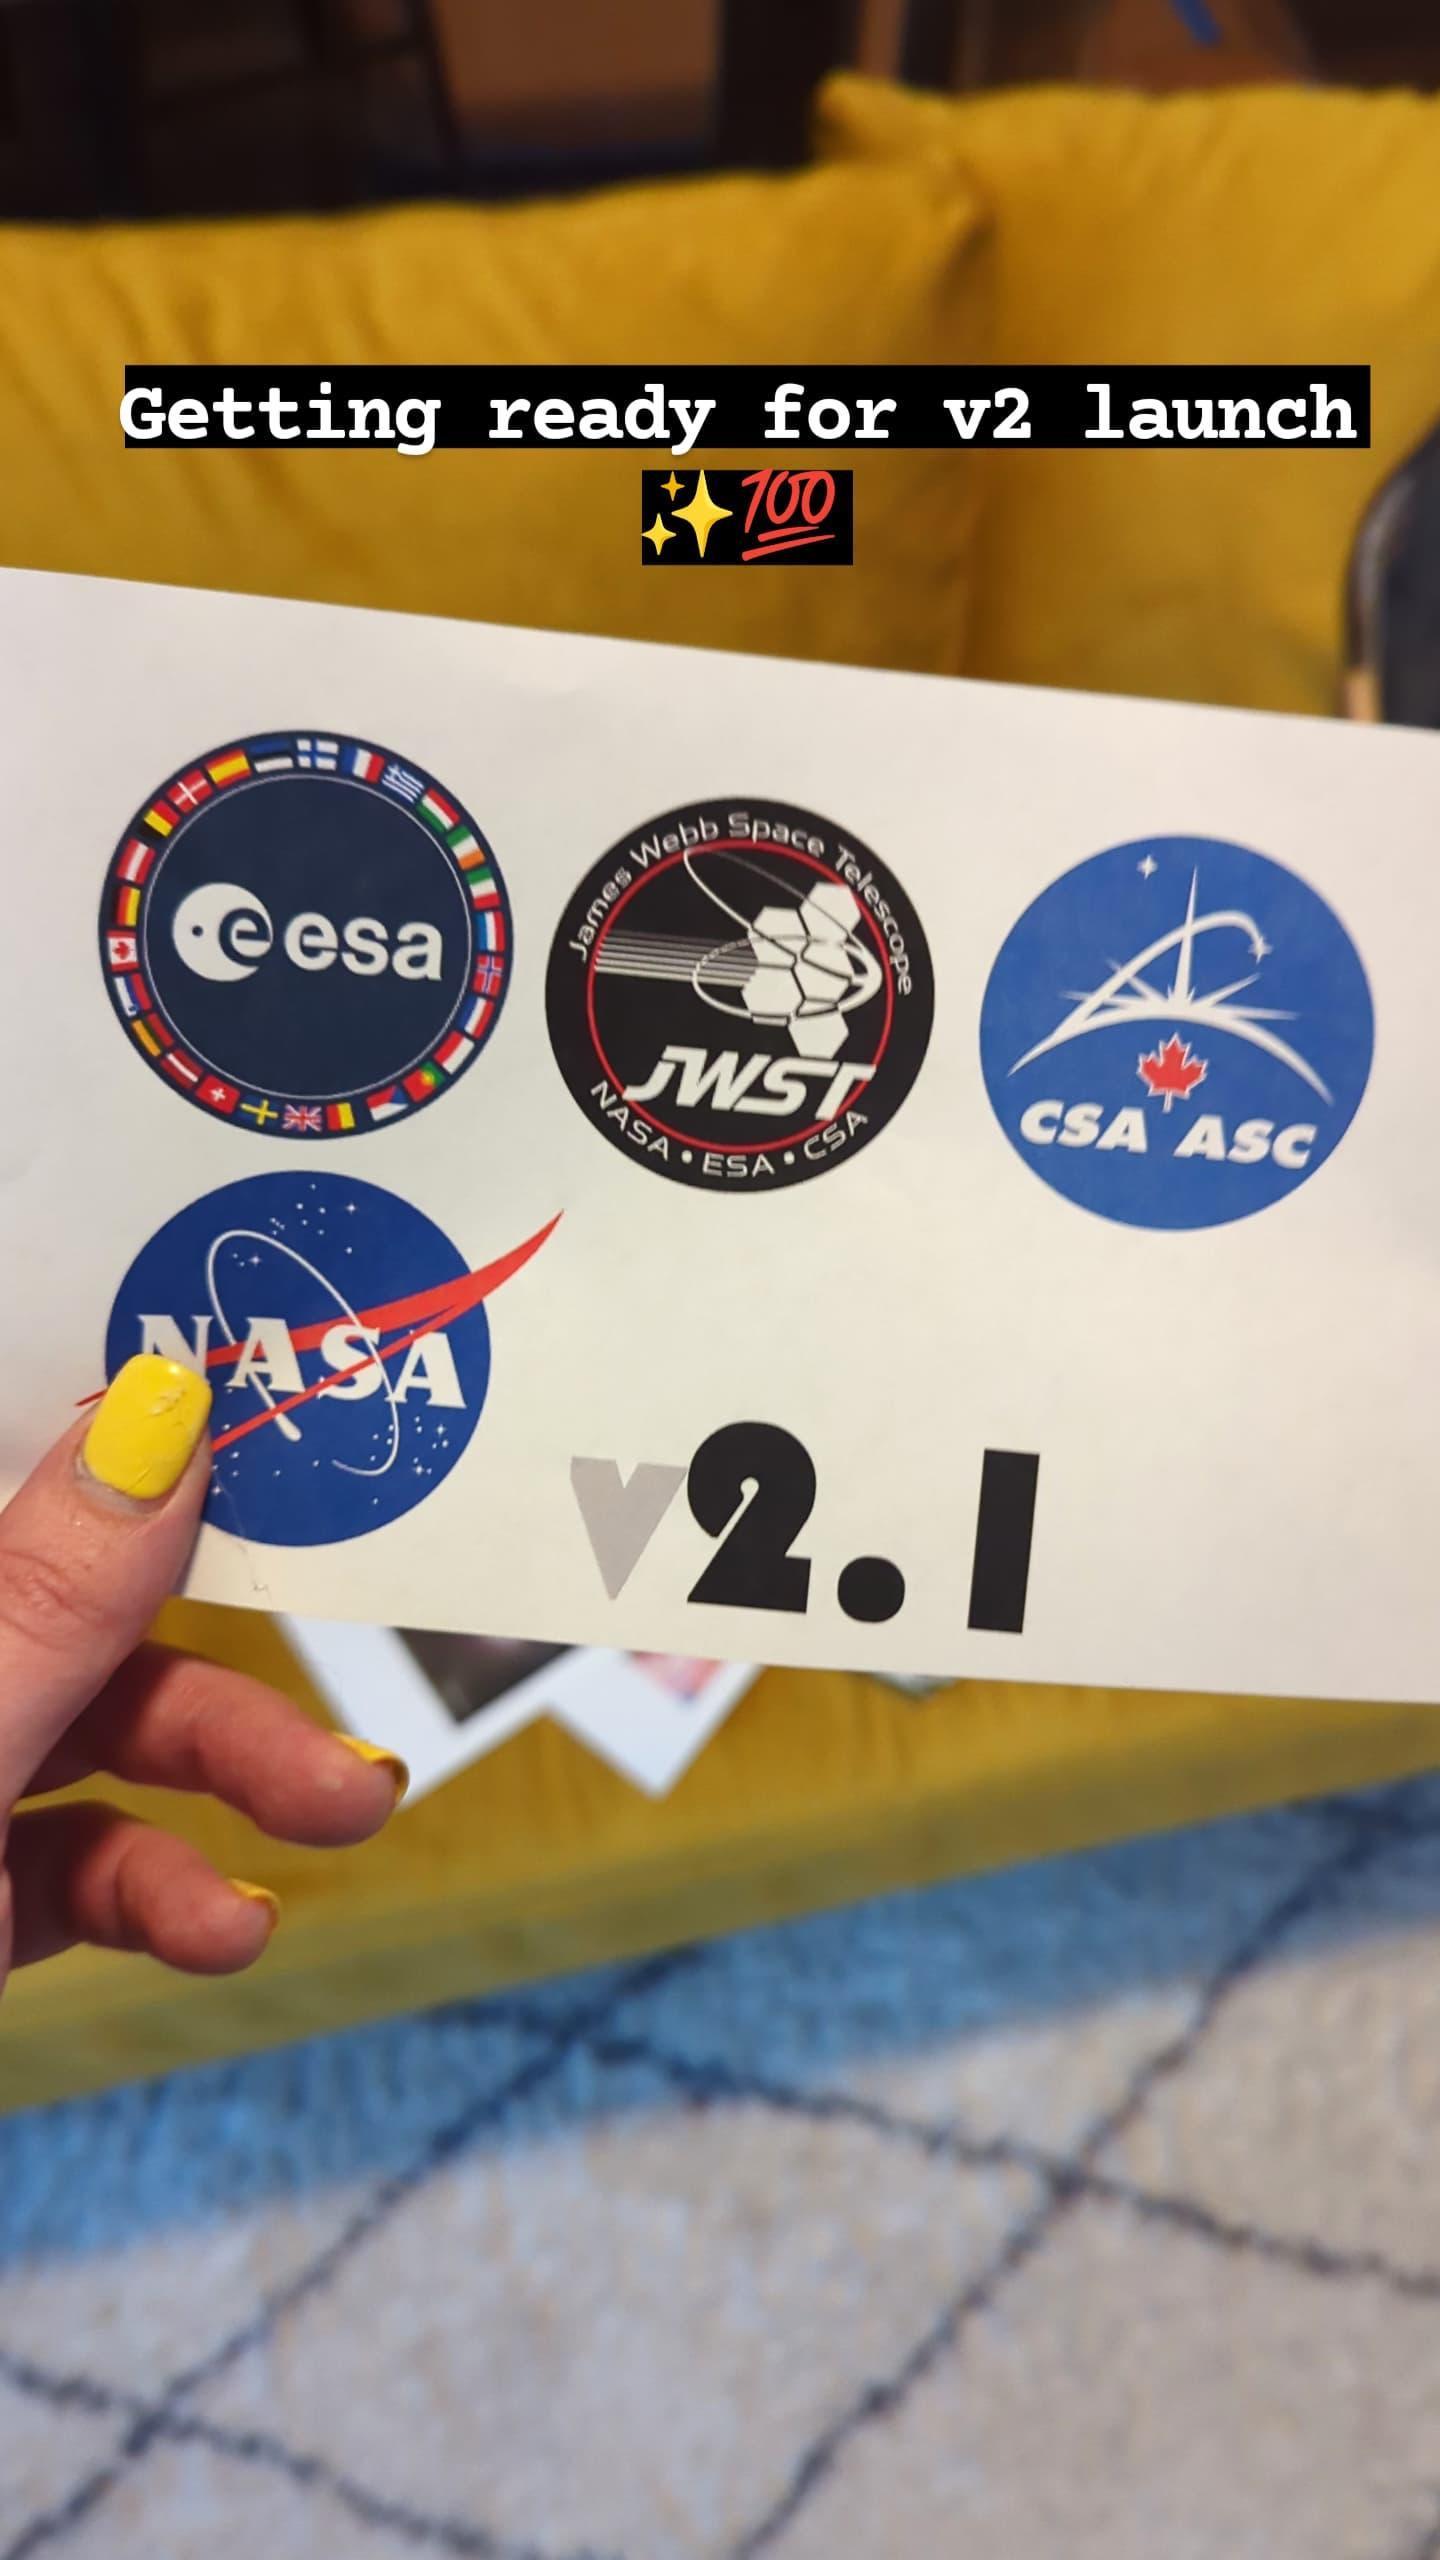 Getting ready for v2 launch
✨💯
esa
James Webb Space Telescope
JWST
NASA • ESA • CSA
CSA ASC
NASA
v2.1